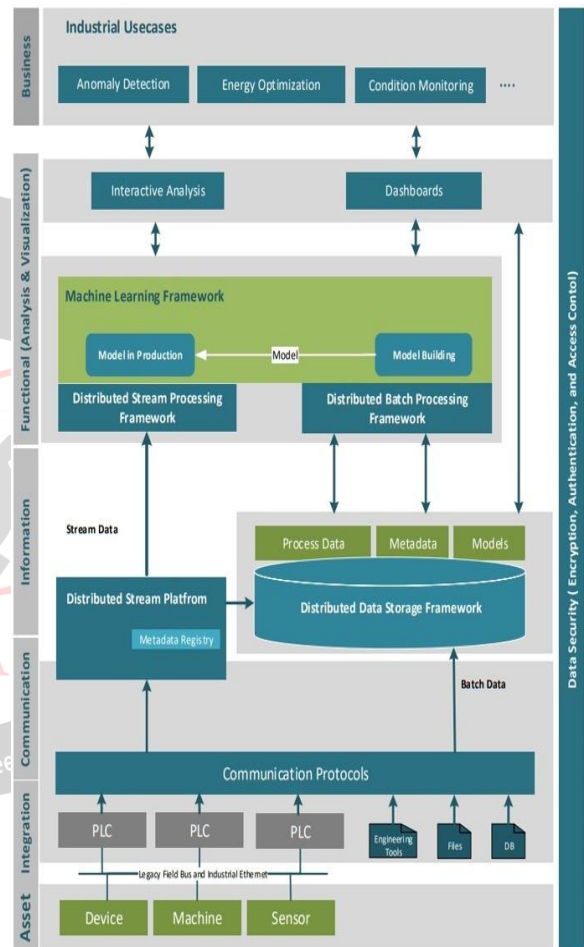 Business
Industrial Usecases
Anomaly Detection
Energy Optimization
Condition Monitoring
....
Functional (Analysis & Visualization)
Interactive Analysis
Dashboards
Machine Learning Framework
Model in Production
Model
Model Building
Distributed Stream Processing
Framework
Distributed Batch Processing
Framework
Information
Stream Data
Process Data
Metadata
Models
Distributed Data Storage Framework
Distributed Stream Platfrom
Metadata Registry
Communication
Batch Data
Communication Protocols
Integration
PLC
PLC
PLC
Engineering
Tools
Files
DB
Legacy Field Bus and Industrial Ethernet
Asset
Device
Machine
Sensor
Data Security ( Encryption, Authentication, and Access Contol)